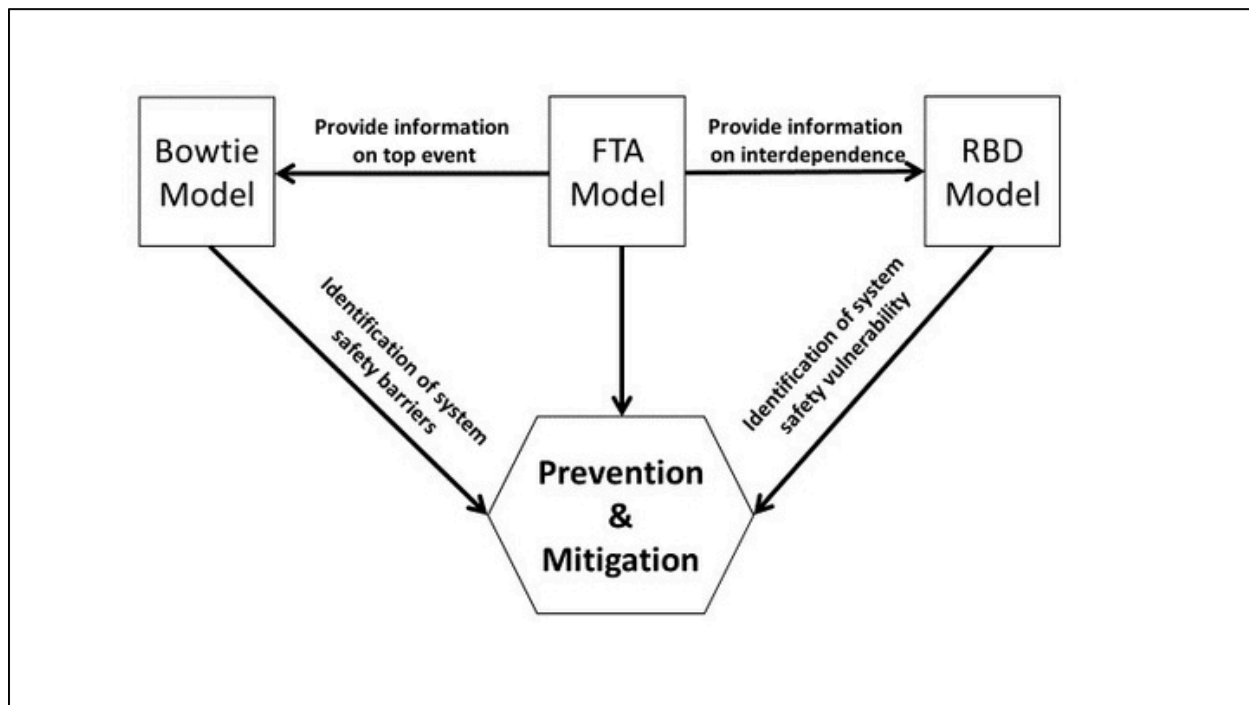 Bowtie
Model
Provide information
on top event
FTA
Model
Provide information
on interdependence
RBD
Model
Identification of system
safety barriers
Identification of system
safety vulnerability
Prevention
&
Mitigation